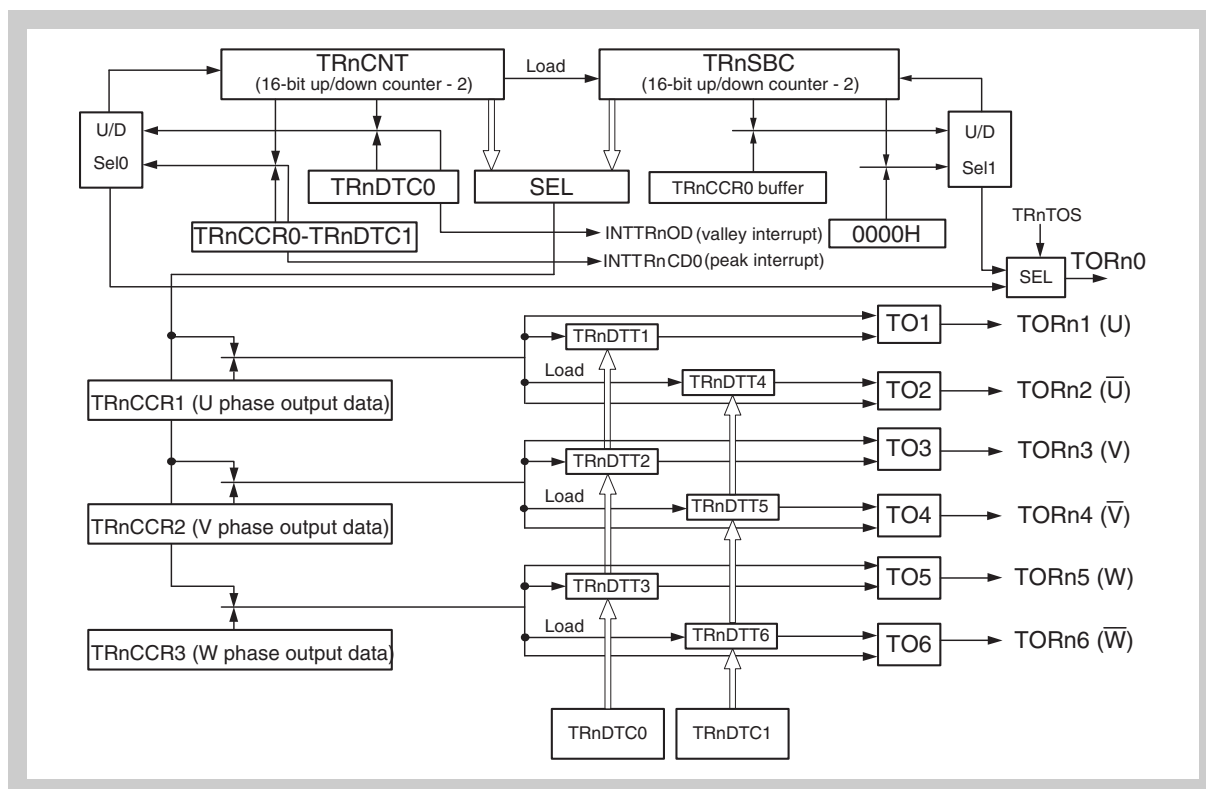 TRnCNT
(16-bit up/down counter - 2)
Load
TRnSBC
(16-bit up/down counter - 2)
U/D
Sel0
U/D
Sel1
TRnDTC0
SEL
TRnCCR0 buffer
TRnCCR0-TRnDTC1
INTTRnOD (valley interrupt)
0000H
TRnTOS
INTTRnCD0 (peak interrupt)
SEL
TORn0
TRnDTT1
TO1
TORn1 (U)
Load
TRnDTT4
TRnCCR1 (U phase output data)
TO2
TORn2 (U̅)
TRnDTT2
TO3
TORn3 (V)
Load
TRnDTT5
TRnCCR2 (V phase output data)
TO4
TORn4 (V̅)
TRnDTT3
TO5
TORn5 (W)
Load
TRnDTT6
TRnCCR3 (W phase output data)
TO6
TORn6 (W̅)
TRnDTC0
TRnDTC1